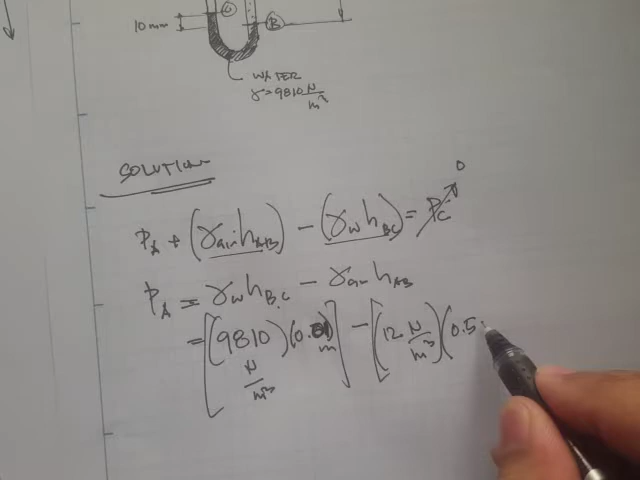 C
10 mm
B
WATER
γ=9810 N/m³
SOLUTION
P_A + (γ_air h_AB) − (γ_w h_BC) = P_C 0
P_A = γ_w h_BC − γ_air h_AB
= [(9810 N/m³)(0.01 m)] − [(12 N/m³)(0.5